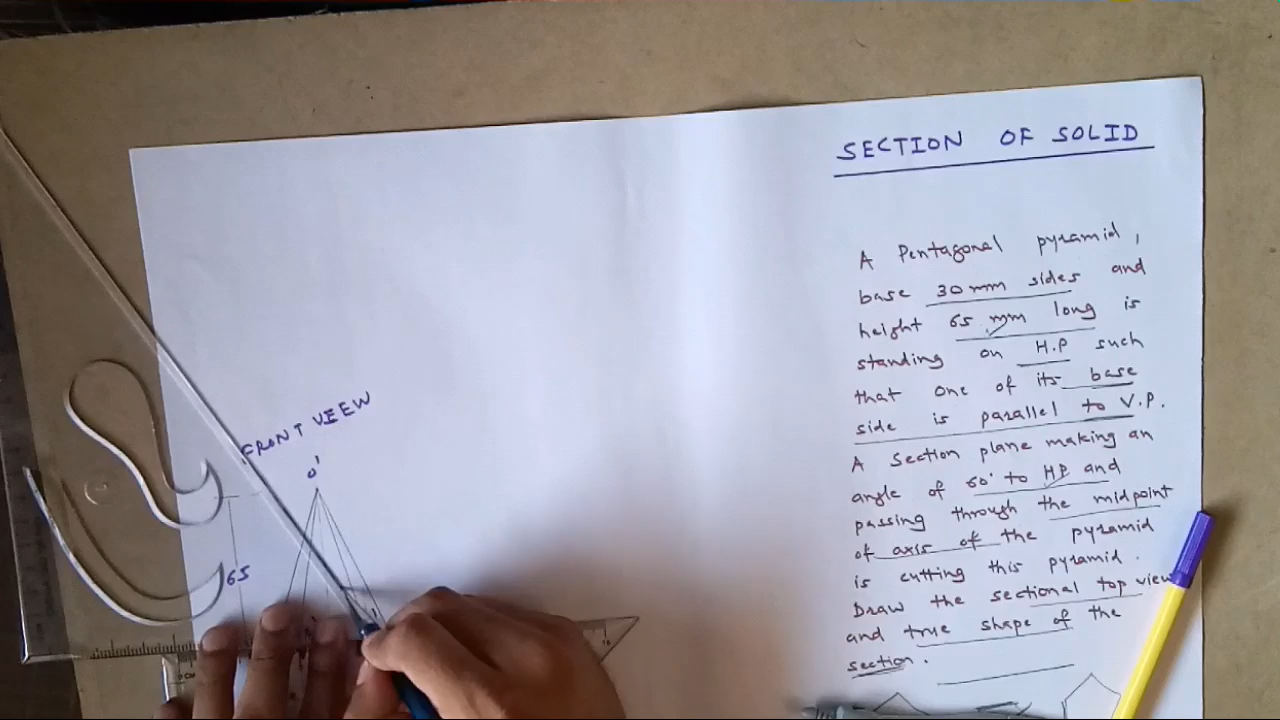 SECTION OF SOLID
A Pentagonal pyramid,
base 30 mm sides and
height 65 mm long is
standing on H.P such
that one of its base
side is parallel to V.P.
A section plane making an
angle of 60° to HP and
passing through the midpoint
of axis of the pyramid
is cutting this pyramid.
Draw the sectional top view
and true shape of the
section.
FRONT VIEW
o'
65